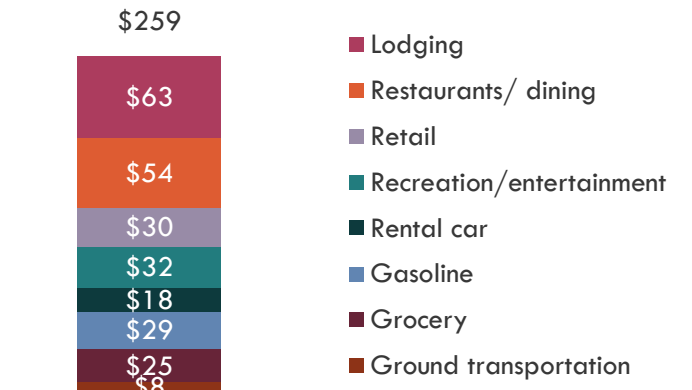 $259
$63
$54
$30
$32
$18
$29
$25
$8
Lodging
Restaurants/ dining
Retail
Recreation/entertainment
Rental car
Gasoline
Grocery
Ground transportation